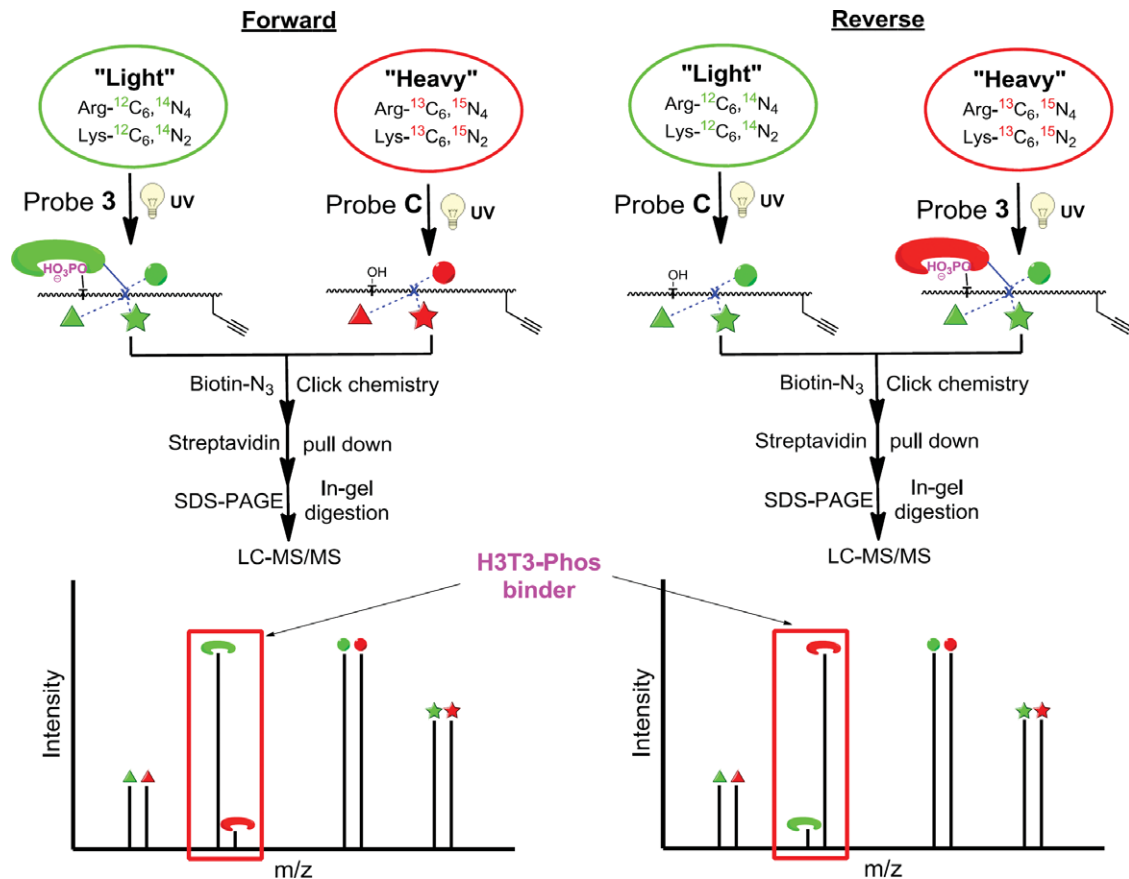 Forward
"Light"
Arg-¹²C₆,¹⁴N₄
Lys-¹²C₆,¹⁴N₂
"Heavy"
Arg-¹³C₆,¹⁵N₄
Lys-¹³C₆,¹⁵N₂
Probe 3
UV
Probe C
UV
HO₃PO
⊖
T
X
OH
T
X
Biotin-N₃ Click chemistry
Streptavidin pull down
SDS-PAGE In-gel
digestion
LC-MS/MS
Intensity
m/z
Reverse
"Light"
Arg-¹²C₆,¹⁴N₄
Lys-¹²C₆,¹⁴N₂
"Heavy"
Arg-¹³C₆,¹⁵N₄
Lys-¹³C₆,¹⁵N₂
Probe C
UV
Probe 3
UV
OH
T
X
HO₃PO
⊖
T
X
Biotin-N₃ Click chemistry
Streptavidin pull down
SDS-PAGE In-gel
digestion
LC-MS/MS
H3T3-Phos
binder
Intensity
m/z